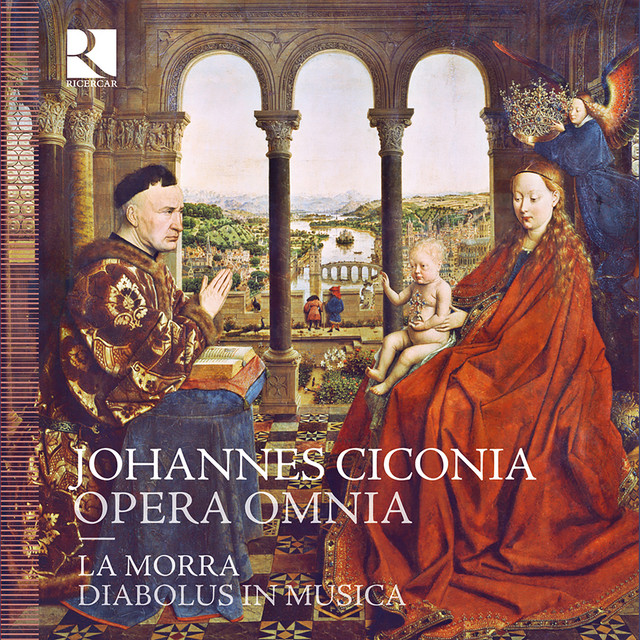 R
RICERCAR
JOHANNES CICONIA
OPERA OMNIA
LA MORRA
DIABOLUS IN MUSICA